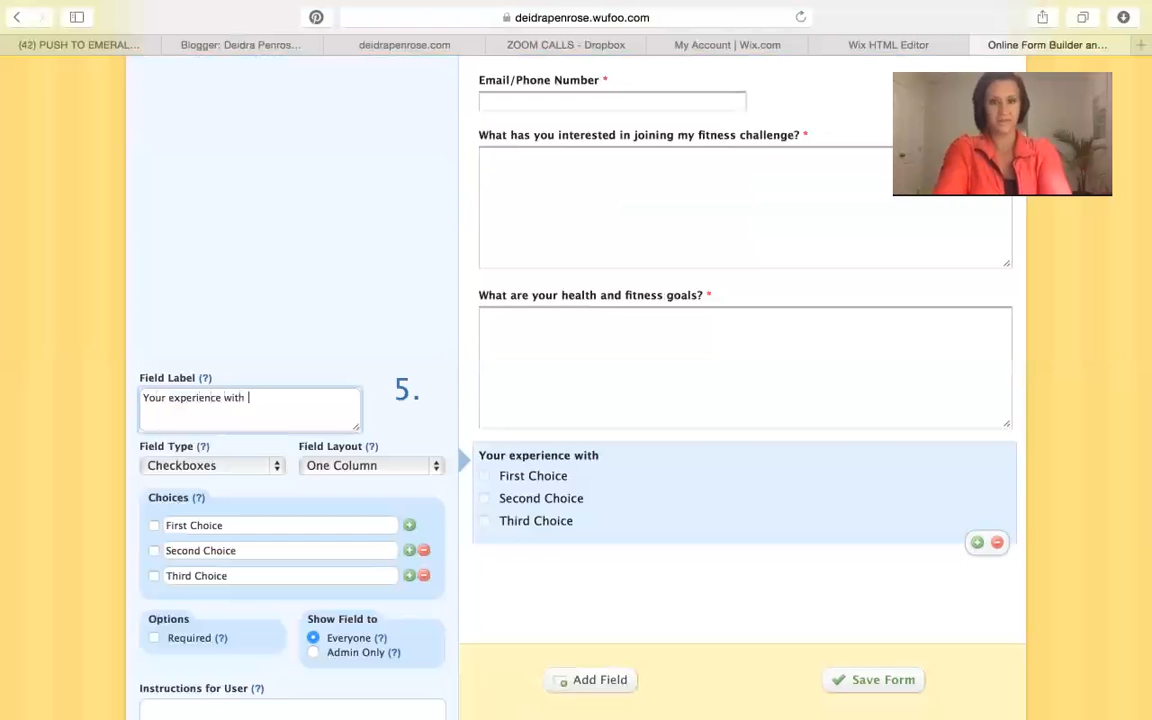 deidrapenrose.wufoo.com
(42) PUSH TO EMERAL...
Blogger: Deidra Penros...
deidrapenrose.com
ZOOM CALLS - Dropbox
My Account | Wix.com
Wix HTML Editor
Online Form Builder an...
Email/Phone Number *
What has you interested in joining my fitness challenge? *
What are your health and fitness goals? *
Field Label (?)
Your experience with
5.
Field Type (?)
Field Layout (?)
Checkboxes
One Column
Choices (?)
First Choice
Second Choice
Third Choice
Options
Required (?)
Show Field to
Everyone (?)
Admin Only (?)
Instructions for User (?)
Your experience with
First Choice
Second Choice
Third Choice
Add Field
Save Form